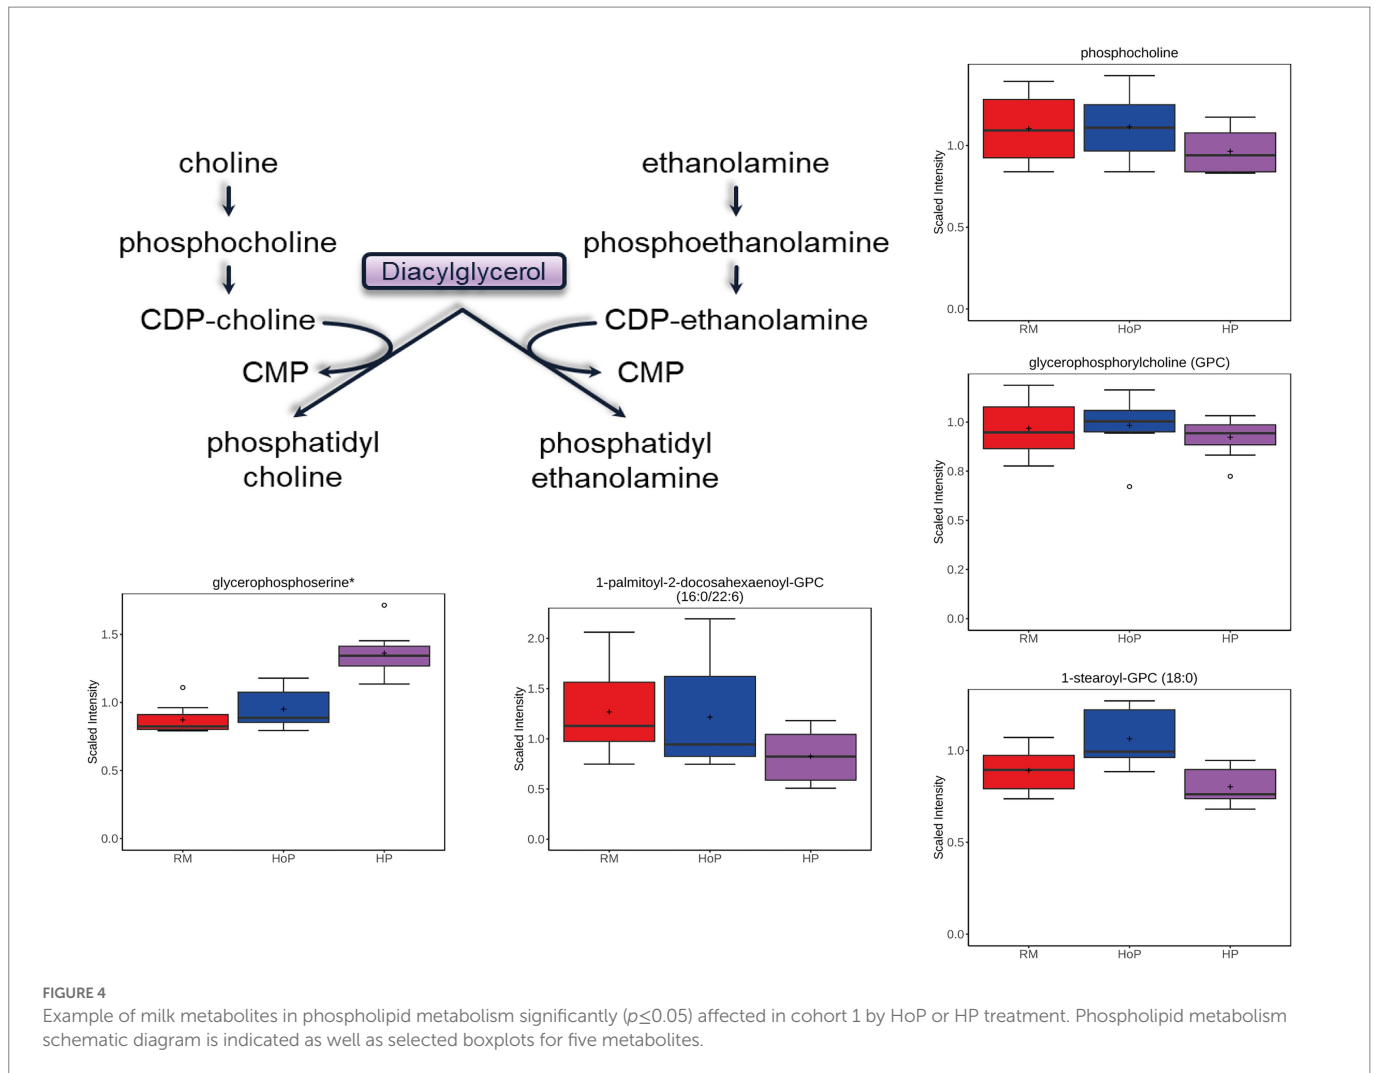 choline
phosphocholine
CDP-choline
CMP
phosphatidyl
choline
Diacylglycerol
ethanolamine
phosphoethanolamine
CDP-ethanolamine
CMP
phosphatidyl
ethanolamine
phosphocholine
Scaled Intensity
1.0
0.5
0.0
RM HoP HP
glycerophosphorylcholine (GPC)
Scaled Intensity
1.0
0.8
0.5
0.2
0.0
RM HoP HP
glycerophosphoserine*
Scaled Intensity
1.5
1.0
0.5
0.0
RM HoP HP
1-palmitoyl-2-docosahexaenoyl-GPC
(16:0/22:6)
Scaled Intensity
2.0
1.5
1.0
0.5
0.0
RM HoP HP
1-stearoyl-GPC (18:0)
Scaled Intensity
1.0
0.5
0.0
RM HoP HP
FIGURE 4
Example of milk metabolites in phospholipid metabolism significantly (p≤0.05) affected in cohort 1 by HoP or HP treatment. Phospholipid metabolism
schematic diagram is indicated as well as selected boxplots for five metabolites.